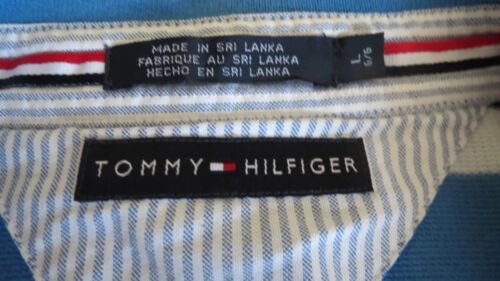 MADE IN SRI LANKA
FABRIQUE AU SRI LANKA
HECHO EN SRI LANKA
L
G/G
TOMMY HILFIGER